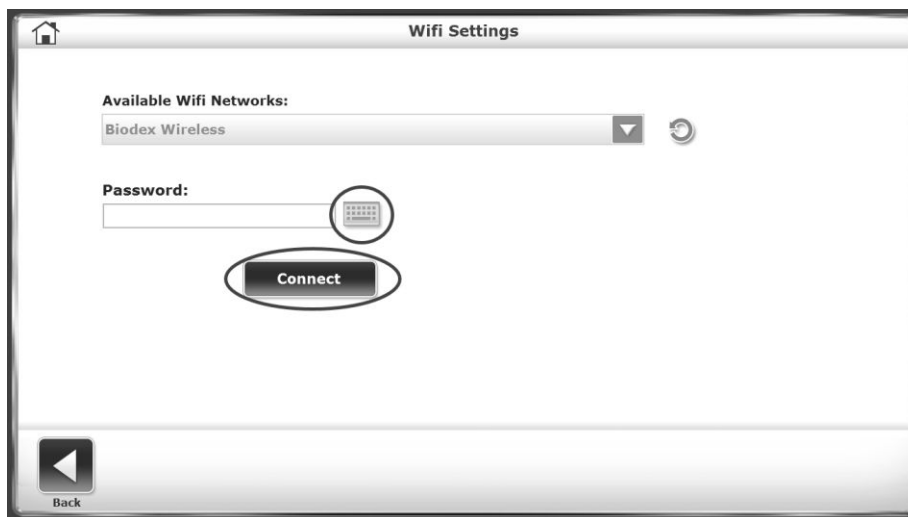 Wifi Settings
Available Wifi Networks:
Biodex Wireless
Password:
Connect
Back